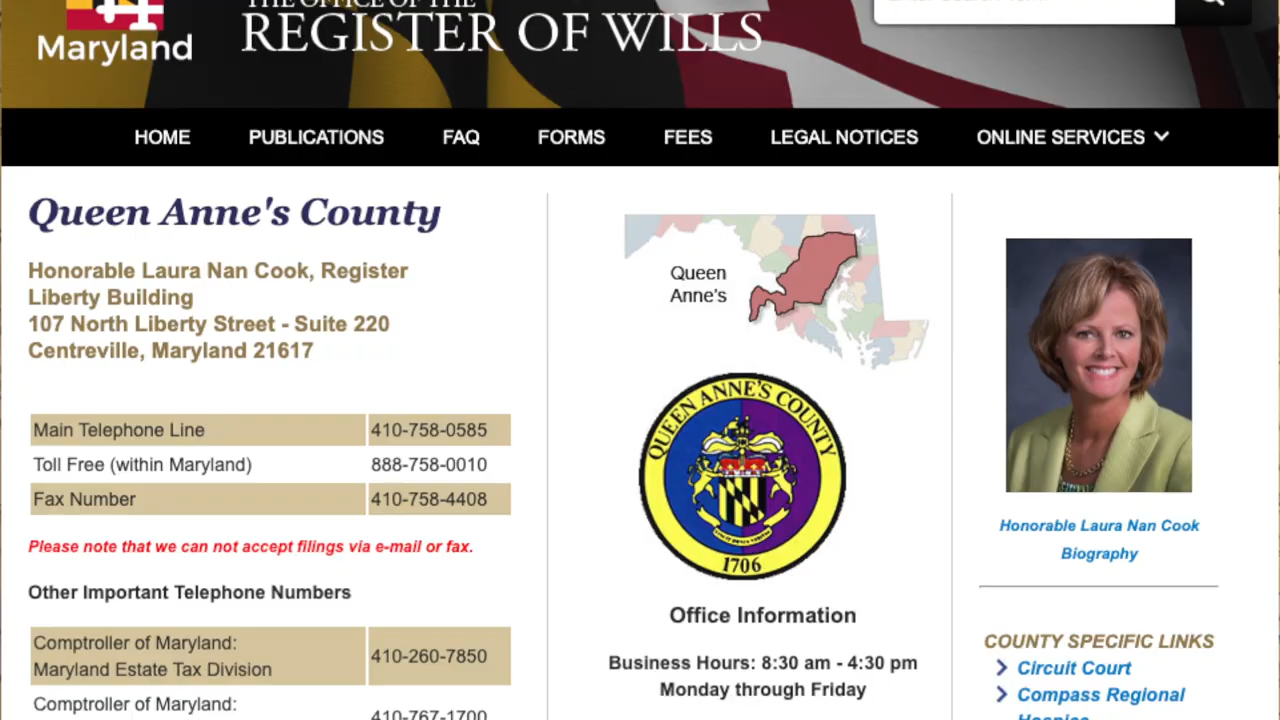 THE OFFICE OF THE
REGISTER OF WILLS
Maryland
HOME PUBLICATIONS FAQ FORMS FEES LEGAL NOTICES ONLINE SERVICES
Queen Anne's County
Honorable Laura Nan Cook, Register
Liberty Building
107 North Liberty Street - Suite 220
Centreville, Maryland 21617
Main Telephone Line 410-758-0585
Toll Free (within Maryland) 888-758-0010
Fax Number 410-758-4408
Please note that we can not accept filings via e-mail or fax.
Other Important Telephone Numbers
Comptroller of Maryland:
Maryland Estate Tax Division 410-260-7850
Comptroller of Maryland:
410-767-1700
Queen
Anne's
QUEEN ANNE'S COUNTY
1706
Office Information
Business Hours: 8:30 am - 4:30 pm
Monday through Friday
Honorable Laura Nan Cook
Biography
COUNTY SPECIFIC LINKS
Circuit Court
Compass Regional
Hospice